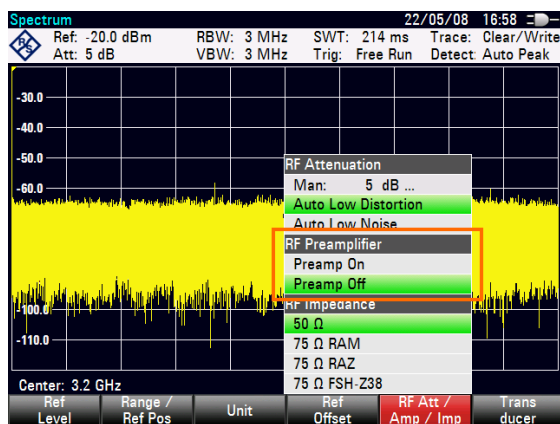 Spectrum 22/05/08 16:58
Ref: -20.0 dBm RBW: 3 MHz SWT: 214 ms Trace: Clear/Write
Att: 5 dB VBW: 3 MHz Trig: Free Run Detect: Auto Peak
-30.0
-40.0
-50.0
-60.0
-100.0
-110.0
RF Attenuation
Man: 5 dB ...
Auto Low Distortion
Auto Low Noise
RF Preamplifier
Preamp On
Preamp Off
RF Impedance
50 Ω
75 Ω RAM
75 Ω RAZ
75 Ω FSH-Z38
Center: 3.2 GHz
Ref Level
Range / Ref Pos
Unit
Ref Offset
RF Att / Amp / Imp
Trans ducer